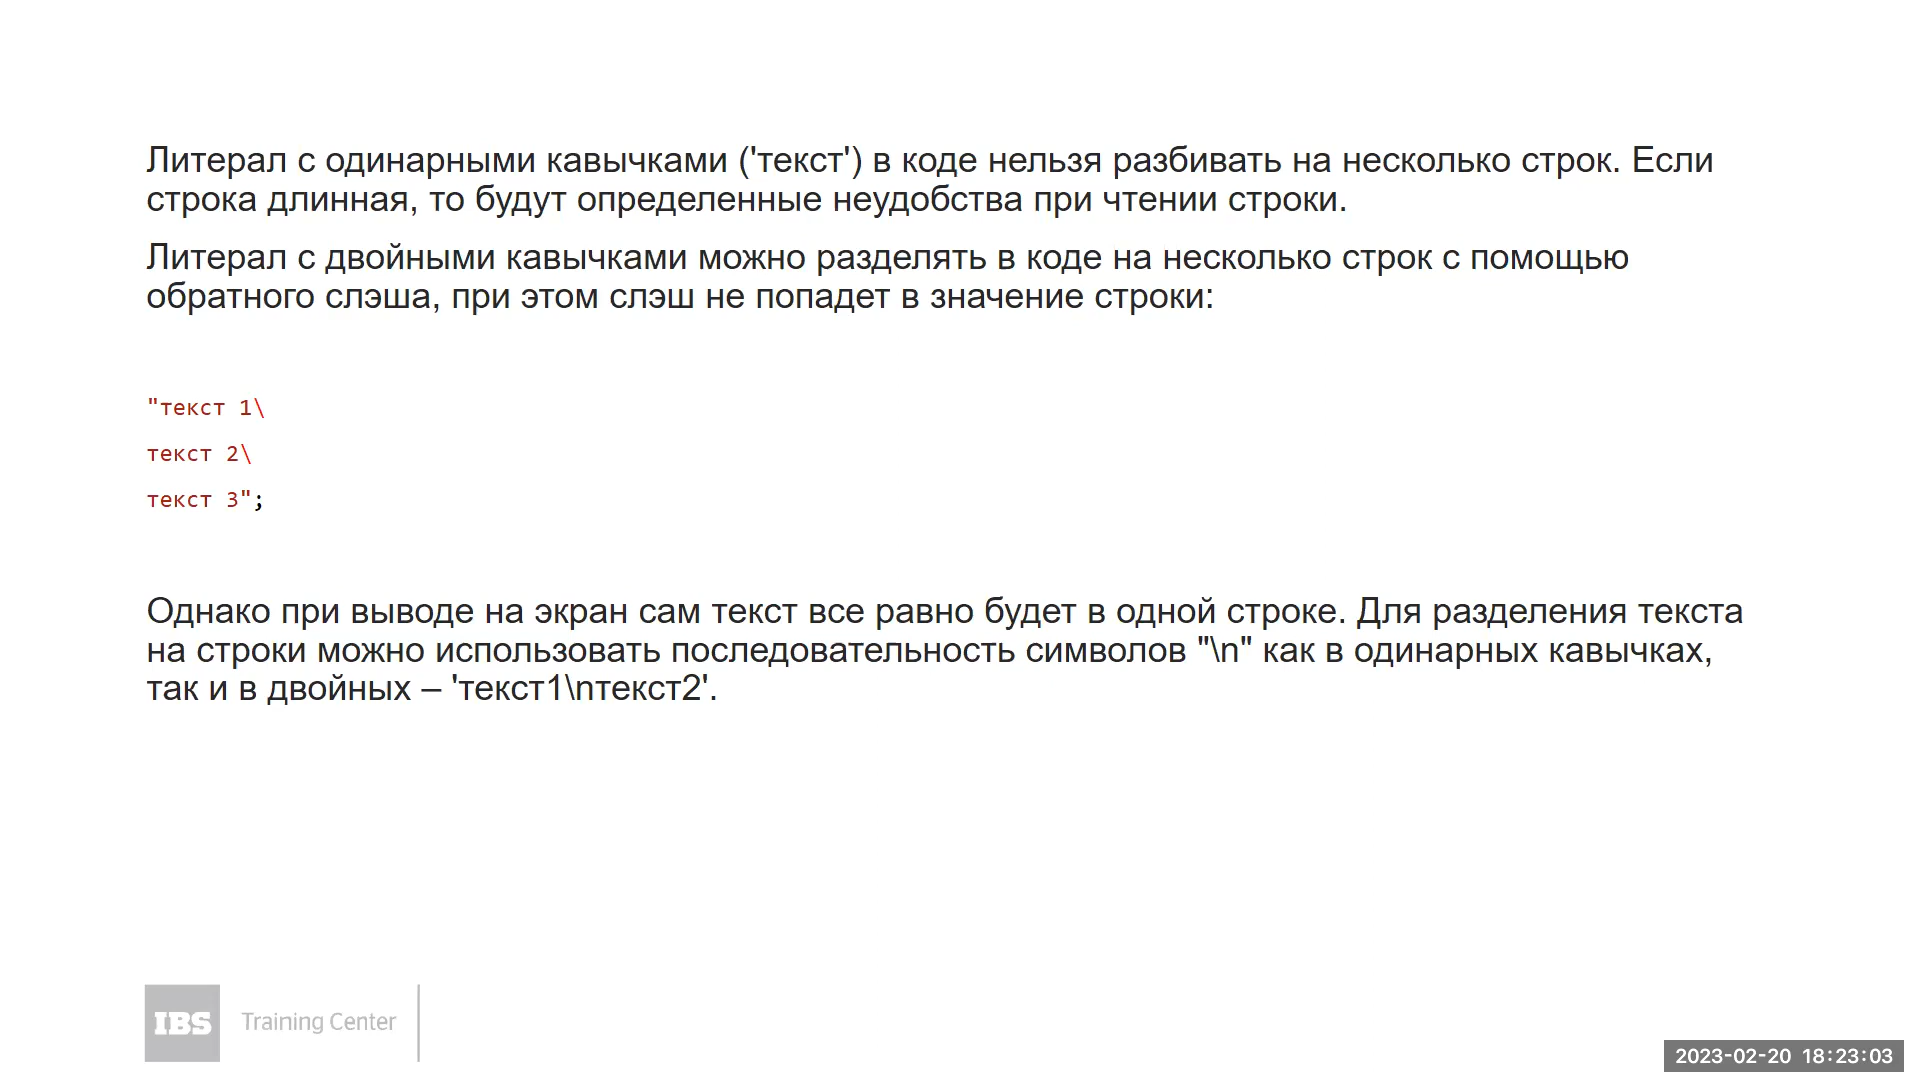 Литерал с одинарными кавычками ('текст') в коде нельзя разбивать на несколько строк. Если
строка длинная, то будут определенные неудобства при чтении строки.
Литерал с двойными кавычками можно разделять в коде на несколько строк с помощью
обратного слэша, при этом слэш не попадет в значение строки:
"текст 1\
текст 2\
текст 3";
Однако при выводе на экран сам текст все равно будет в одной строке. Для разделения текста
на строки можно использовать последовательность символов "\n" как в одинарных кавычках,
так и в двойных – 'текст1\nтекст2'.
IBS Training Center
2023-02-20 18:23:03